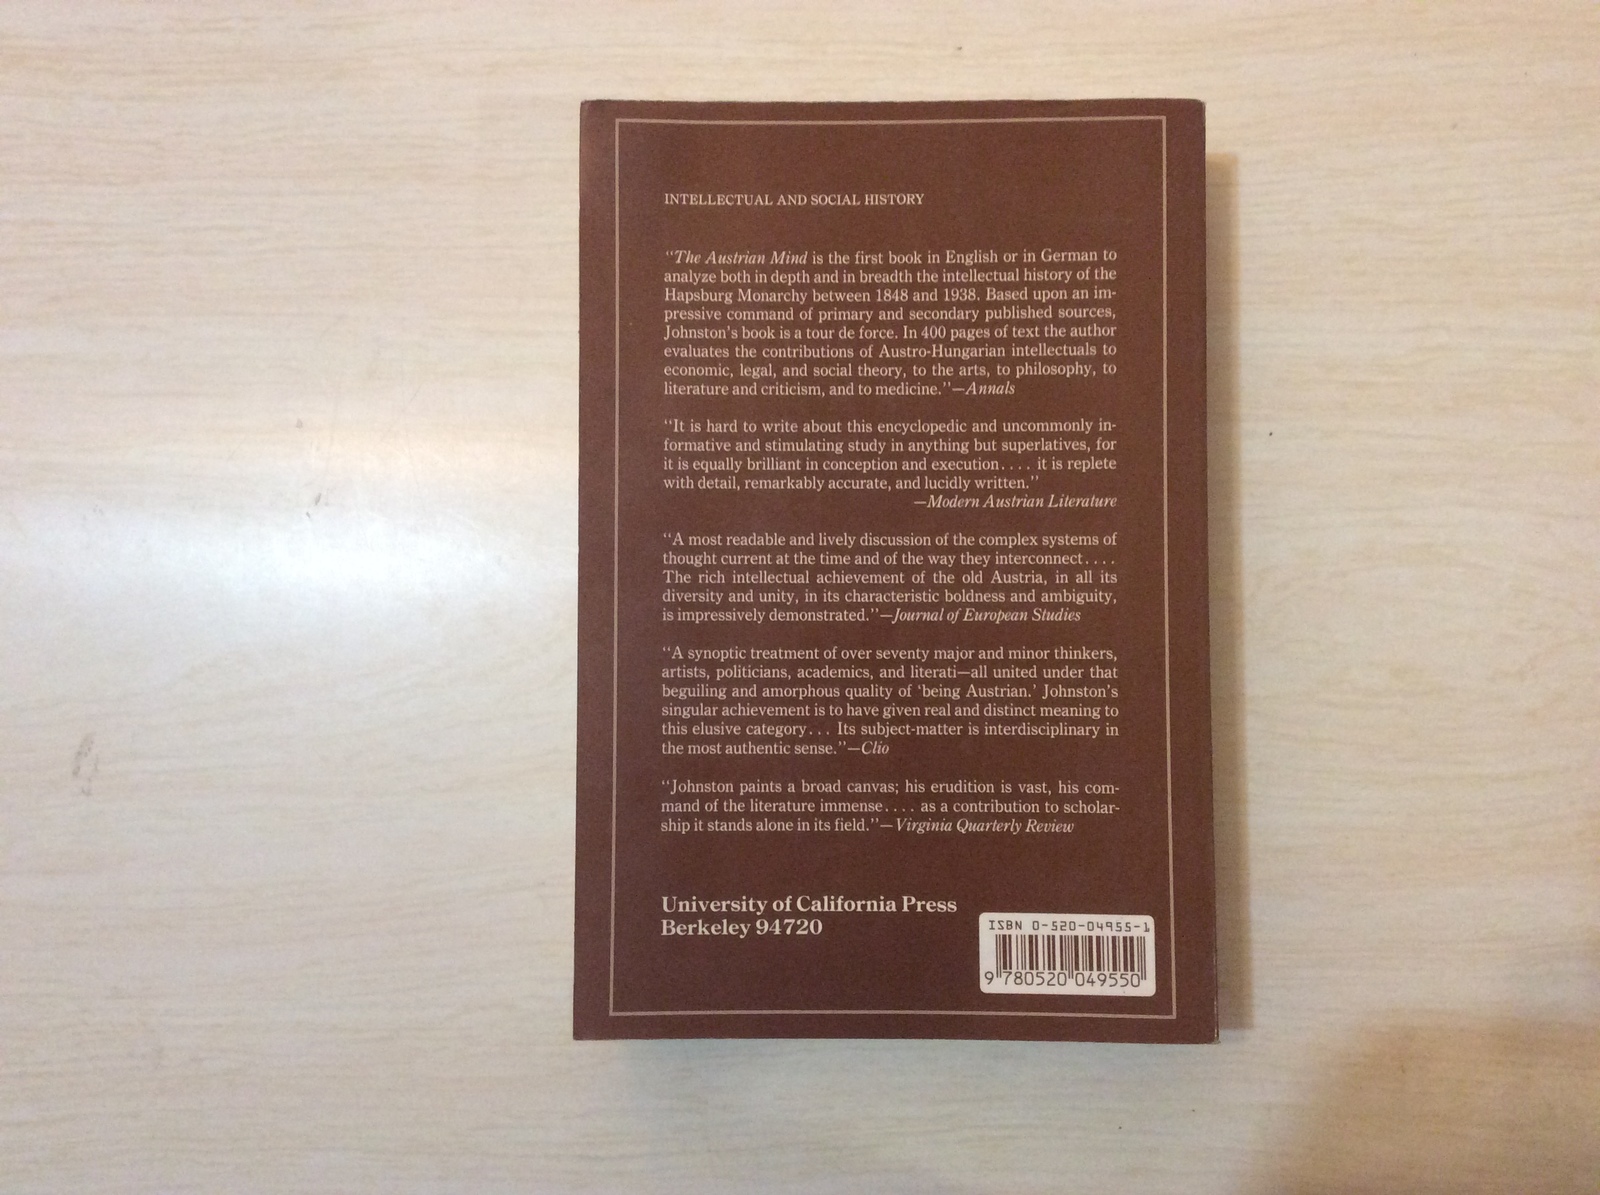 INTELLECTUAL AND SOCIAL HISTORY
"The Austrian Mind is the first book in English or in German to
analyze both in depth and in breadth the intellectual history of the
Hapsburg Monarchy between 1848 and 1938. Based upon an im-
pressive command of primary and secondary published sources,
Johnston's book is a tour de force. In 400 pages of text the author
evaluates the contributions of Austro-Hungarian intellectuals to
economic, legal, and social theory, to the arts, to philosophy, to
literature and criticism, and to medicine."—Annals
"It is hard to write about this encyclopedic and uncommonly in-
formative and stimulating study in anything but superlatives, for
it is equally brilliant in conception and execution.... it is replete
with detail, remarkably accurate, and lucidly written."
—Modern Austrian Literature
"A most readable and lively discussion of the complex systems of
thought current at the time and of the way they interconnect....
The rich intellectual achievement of the old Austria, in all its
diversity and unity, in its characteristic boldness and ambiguity,
is impressively demonstrated."—Journal of European Studies
"A synoptic treatment of over seventy major and minor thinkers,
artists, politicians, academics, and literati—all united under that
beguiling and amorphous quality of 'being Austrian.' Johnston's
singular achievement is to have given real and distinct meaning to
this elusive category... Its subject-matter is interdisciplinary in
the most authentic sense."—Clio
"Johnston paints a broad canvas; his erudition is vast, his com-
mand of the literature immense.... as a contribution to scholar-
ship it stands alone in its field."—Virginia Quarterly Review
University of California Press
Berkeley 94720
ISBN 0-520-04955-1
9 780520 049550